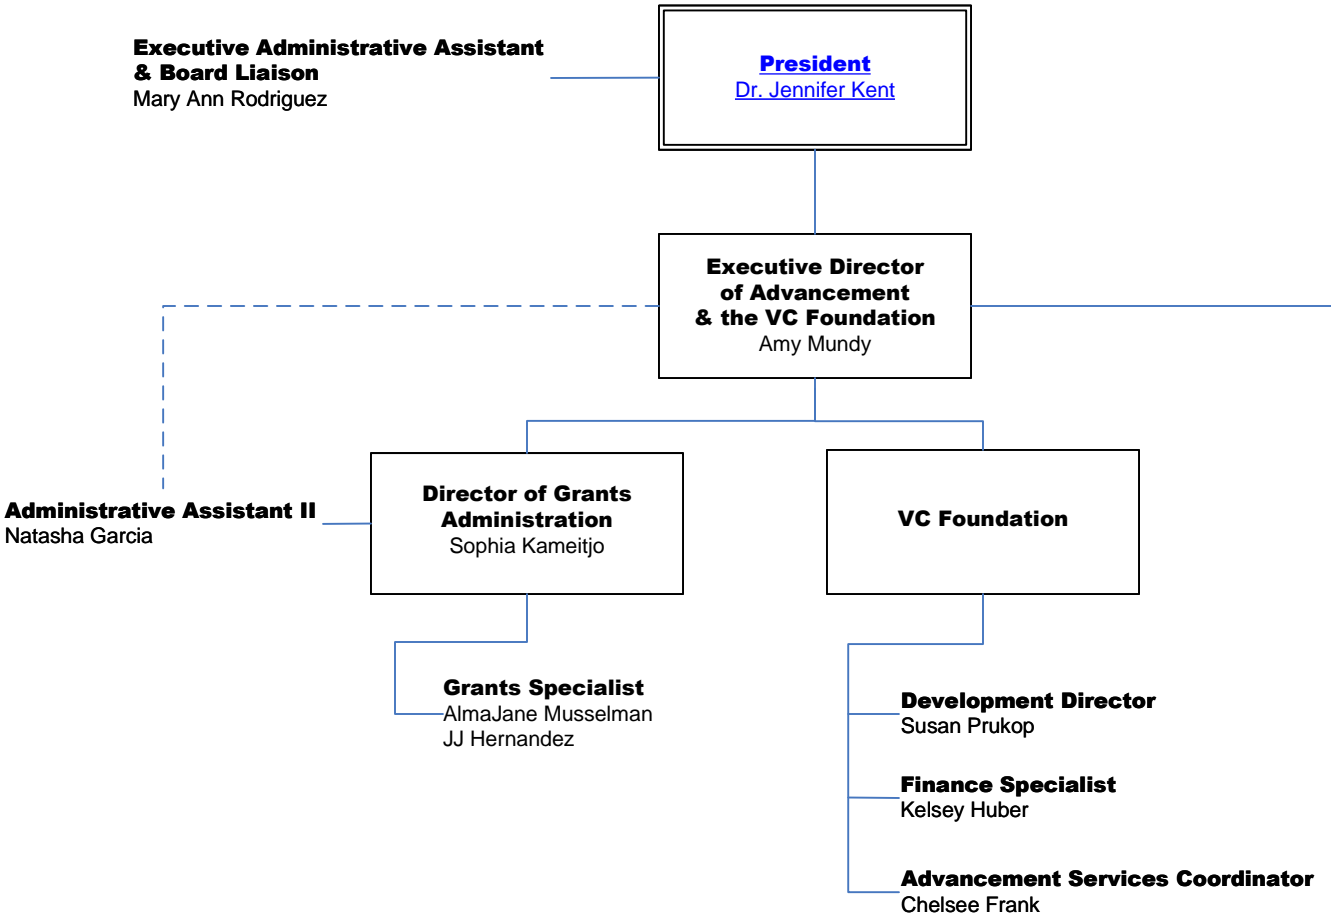 Executive Administrative Assistant
& Board Liaison
Mary Ann Rodriguez
President
Dr. Jennifer Kent
Executive Director
of Advancement
& the VC Foundation
Amy Mundy
Administrative Assistant II
Natasha Garcia
Director of Grants
Administration
Sophia Kameitjo
VC Foundation
Grants Specialist
AlmaJane Musselman
JJ Hernandez
Development Director
Susan Prukop
Finance Specialist
Kelsey Huber
Advancement Services Coordinator
Chelsee Frank